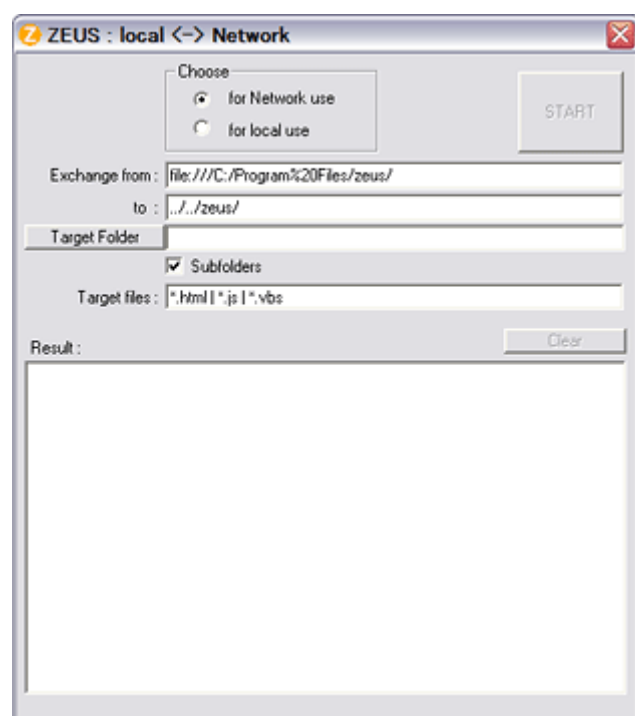 ZEUS : local <-> Network
Choose
for Network use
for local use
START
Exchange from : file:///C:/Program%20Files/zeus/
to : ../../zeus/
Target Folder
Subfolders
Target files : *.html | *.js | *.vbs
Result :
Clear